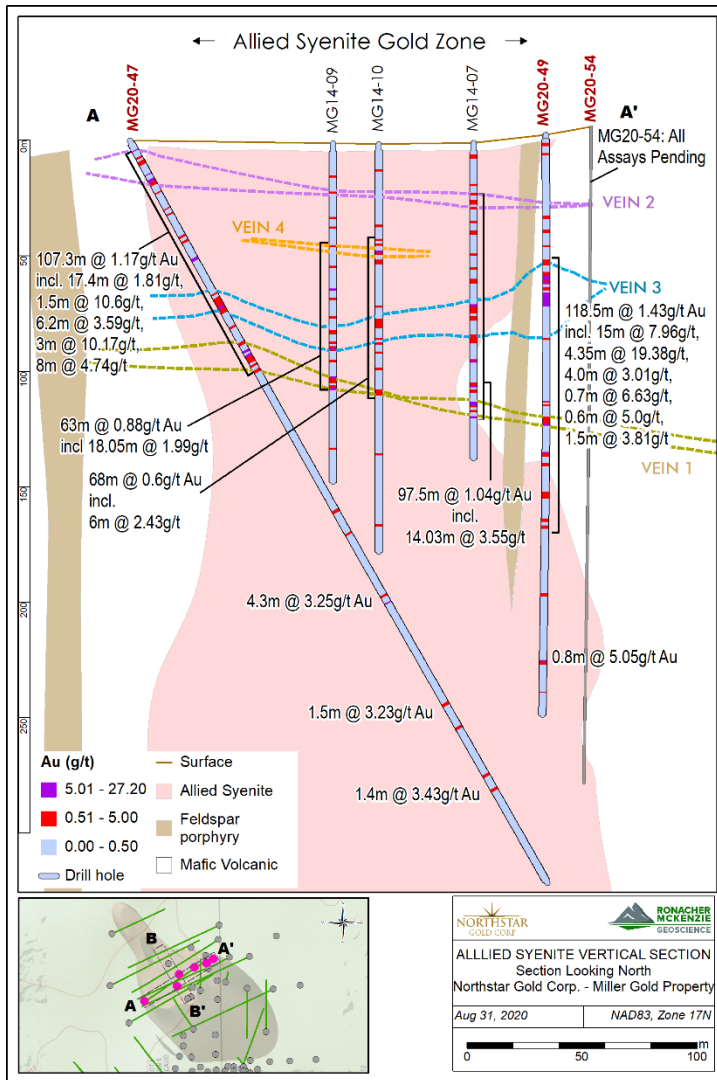 Allied Syenite Gold Zone
MG20-47
MG14-09
MG14-10
MG14-07
MG20-49
MG20-54
A
A'
MG20-54: All
Assays Pending
0m
50
100
150
200
250
VEIN 2
VEIN 4
VEIN 3
VEIN 1
107.3m @ 1.17g/t Au
incl. 17.4m @ 1.81g/t,
1.5m @ 10.6g/t,
6.2m @ 3.59g/t,
3m @ 10.17g/t
8m @ 4.74g/t
118.5m @ 1.43g/t Au
incl. 15m @ 7.96g/t,
4.35m @ 19.38g/t,
4.0m @ 3.01g/t,
0.7m @ 6.63g/t,
0.6m @ 5.0g/t,
1.5m @ 3.81g/t
63m @ 0.88g/t Au
incl 18.05m @ 1.99g/t
68m @ 0.6g/t Au
incl.
6m @ 2.43g/t
97.5m @ 1.04g/t Au
incl.
14.03m @ 3.55g/t
4.3m @ 3.25g/t Au
0.8m @ 5.05g/t Au
1.5m @ 3.23g/t Au
1.4m @ 3.43g/t Au
Au (g/t)
5.01 - 27.20
0.51 - 5.00
0.00 - 0.50
Drill hole
Surface
Allied Syenite
Feldspar
porphyry
Mafic Volcanic
B
A'
A
B'
NORTHSTAR
GOLD CORP
RONACHER
MCKENZIE
GEOSCIENCE
ALLLIED SYENITE VERTICAL SECTION
Section Looking North
Northstar Gold Corp. - Miller Gold Property
Aug 31, 2020
NAD83, Zone 17N
m
0
50
100